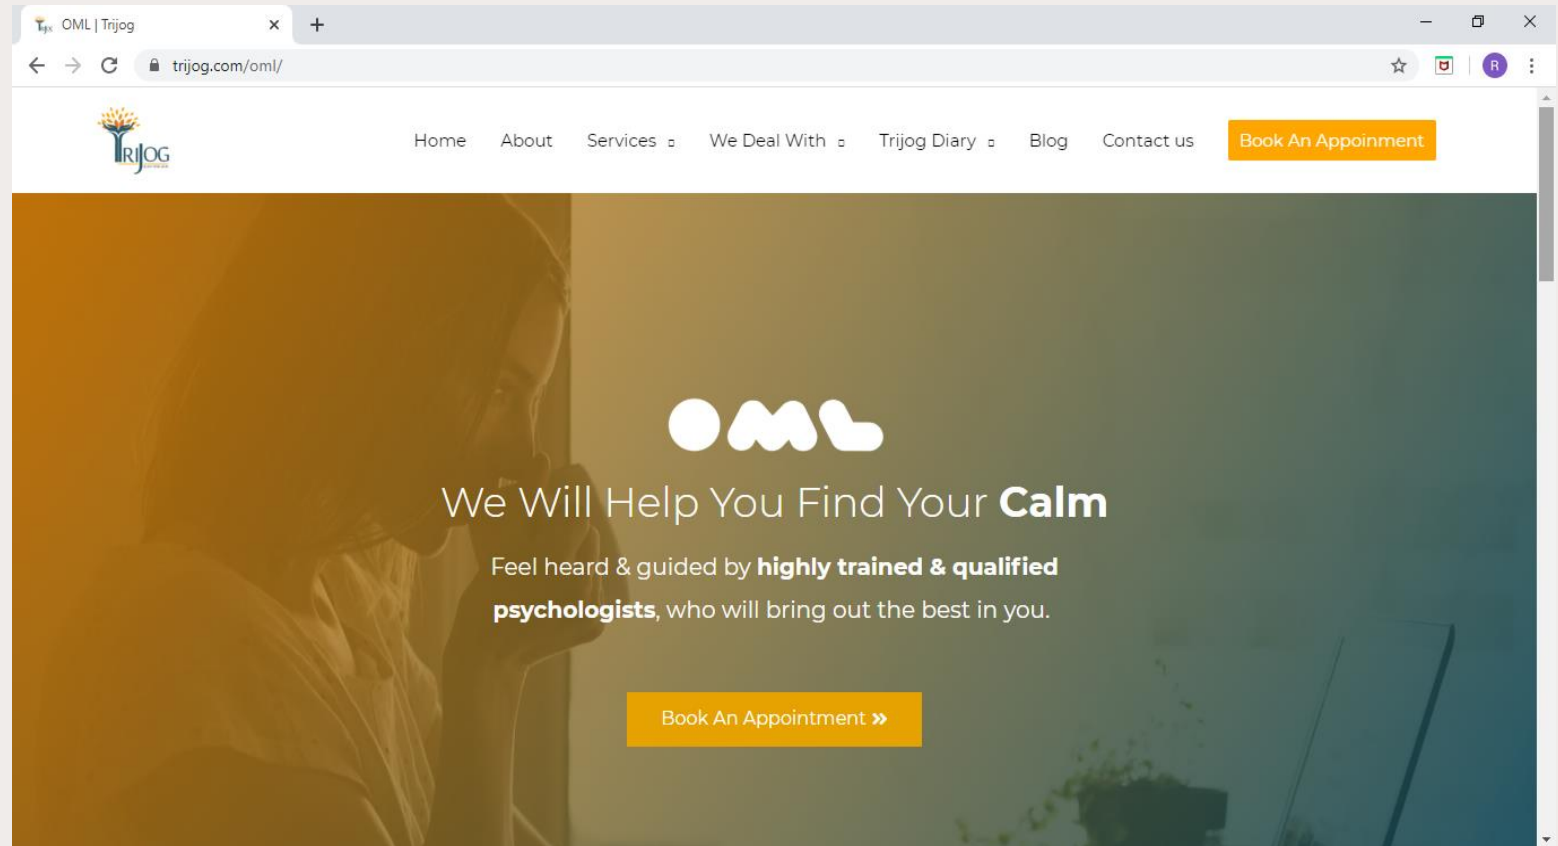 OML | Trijog
trijog.com/oml/
R
TRIJOG
Home About Services We Deal With Trijog Diary Blog Contact us Book An Appoinment
OML
We Will Help You Find Your Calm
Feel heard & guided by highly trained & qualified
psychologists, who will bring out the best in you.
Book An Appointment »